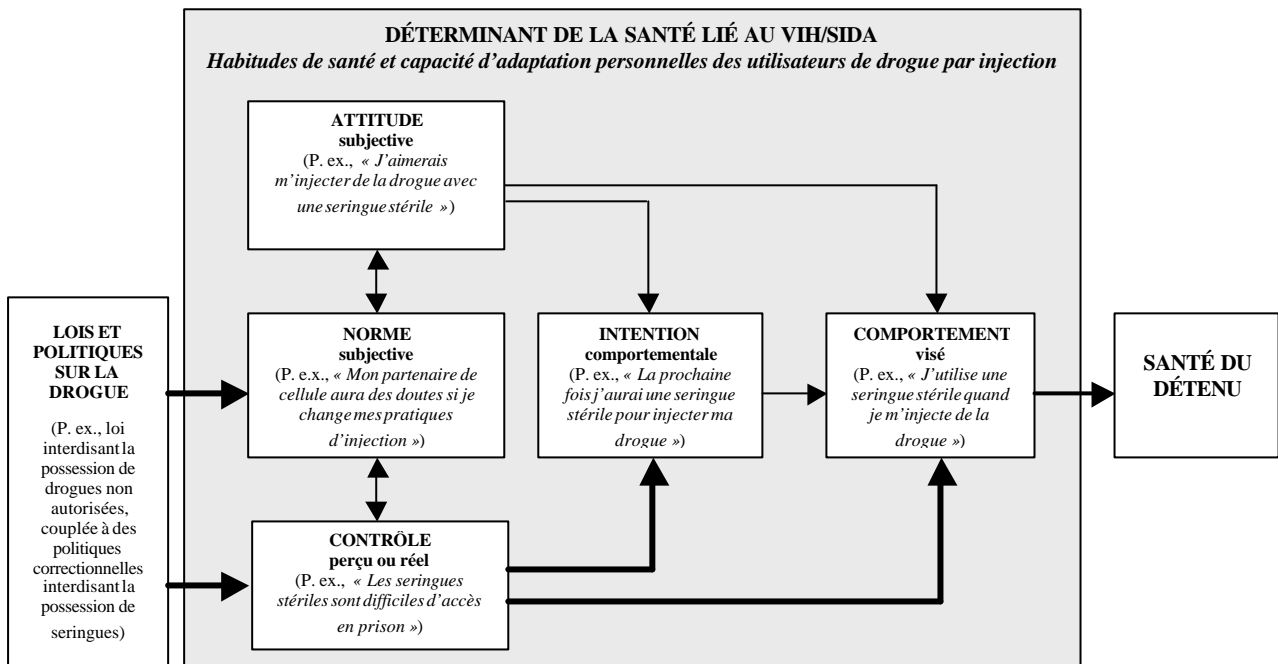 DÉTERMINANT DE LA SANTÉ LIÉ AU VIH/SIDA
Habitudes de santé et capacité d'adaptation personnelles des utilisateurs de drogue par injection
ATTITUDE
subjective
(P. ex., « J'aimerais
m'injecter de la drogue avec
une seringue stérile »)
LOIS ET
POLITIQUES
SUR LA
DROGUE
(P. ex., loi
interdisant la
possession de
drogues non
autorisées,
couplée à des
politiques
correctionnelles
interdisant la
possession de
seringues)
NORME
subjective
(P. ex., « Mon partenaire de
cellule aura des doutes si je
change mes pratiques
d'injection »)
INTENTION
comportementale
(P. ex., « La prochaine
fois j'aurai une seringue
stérile pour injecter ma
drogue »)
COMPORTEMENT
visé
(P. ex., « J'utilise une
seringue stérile quand
je m'injecte de la
drogue »)
SANTÉ DU
DÉTENU
CONTRÔLE
perçu ou réel
(P. ex., « Les seringues
stériles sont difficiles d'accès
en prison »)